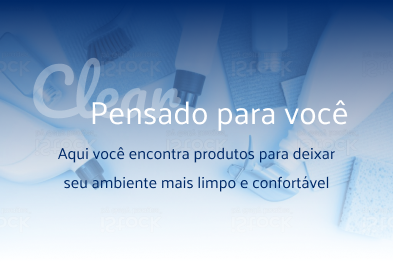 Clean
Pensado para você
Aqui você encontra produtos para deixar
seu ambiente mais limpo e confortável